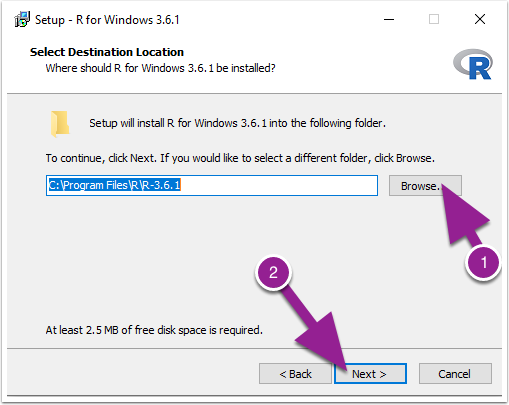 Setup - R for Windows 3.6.1
Select Destination Location
Where should R for Windows 3.6.1 be installed?
R
Setup will install R for Windows 3.6.1 into the following folder.
To continue, click Next. If you would like to select a different folder, click Browse.
C:\Program Files\R\R-3.6.1
Browse...
1
2
At least 2.5 MB of free disk space is required.
< Back
Next >
Cancel